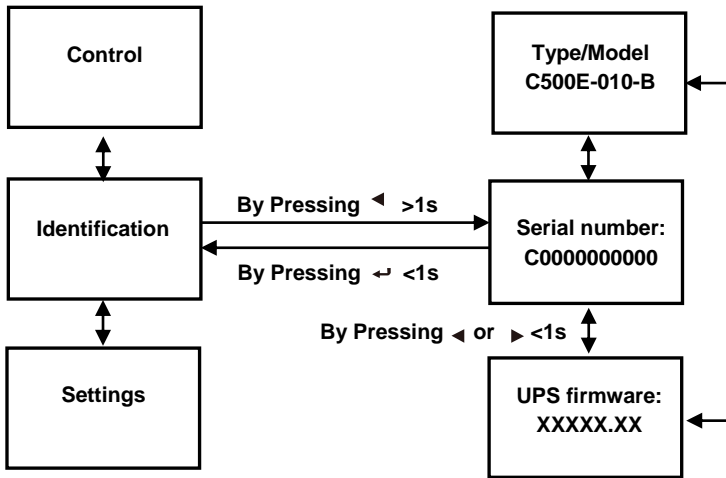 Control
Type/Model
C500E-010-B
Identification
By Pressing ◀ >1s
Serial number:
C0000000000
By Pressing ↵ <1s
By Pressing ◀ or ▶ <1s
Settings
UPS firmware:
XXXXX.XX